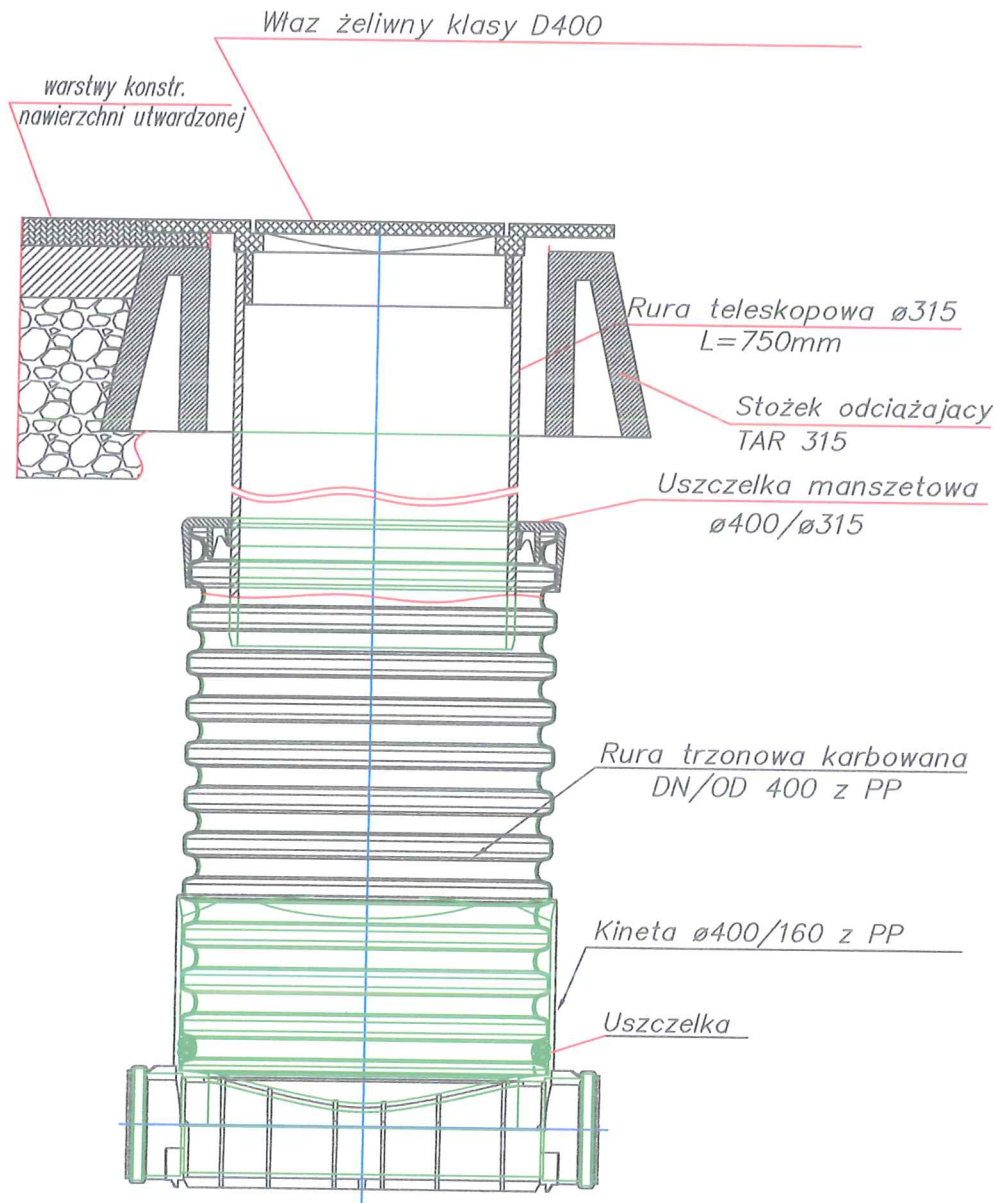 Właz żeliwny klasy D400
warstwy konstr.
nawierzchni utwardzonej
Rura teleskopowa ø315
L=750mm
Stożek odciażajacy
TAR 315
Uszczelka manszetowa
ø400/ø315
Rura trzonowa karbowana
DN/OD 400 z PP
Kineta ø400/160 z PP
Uszczelka